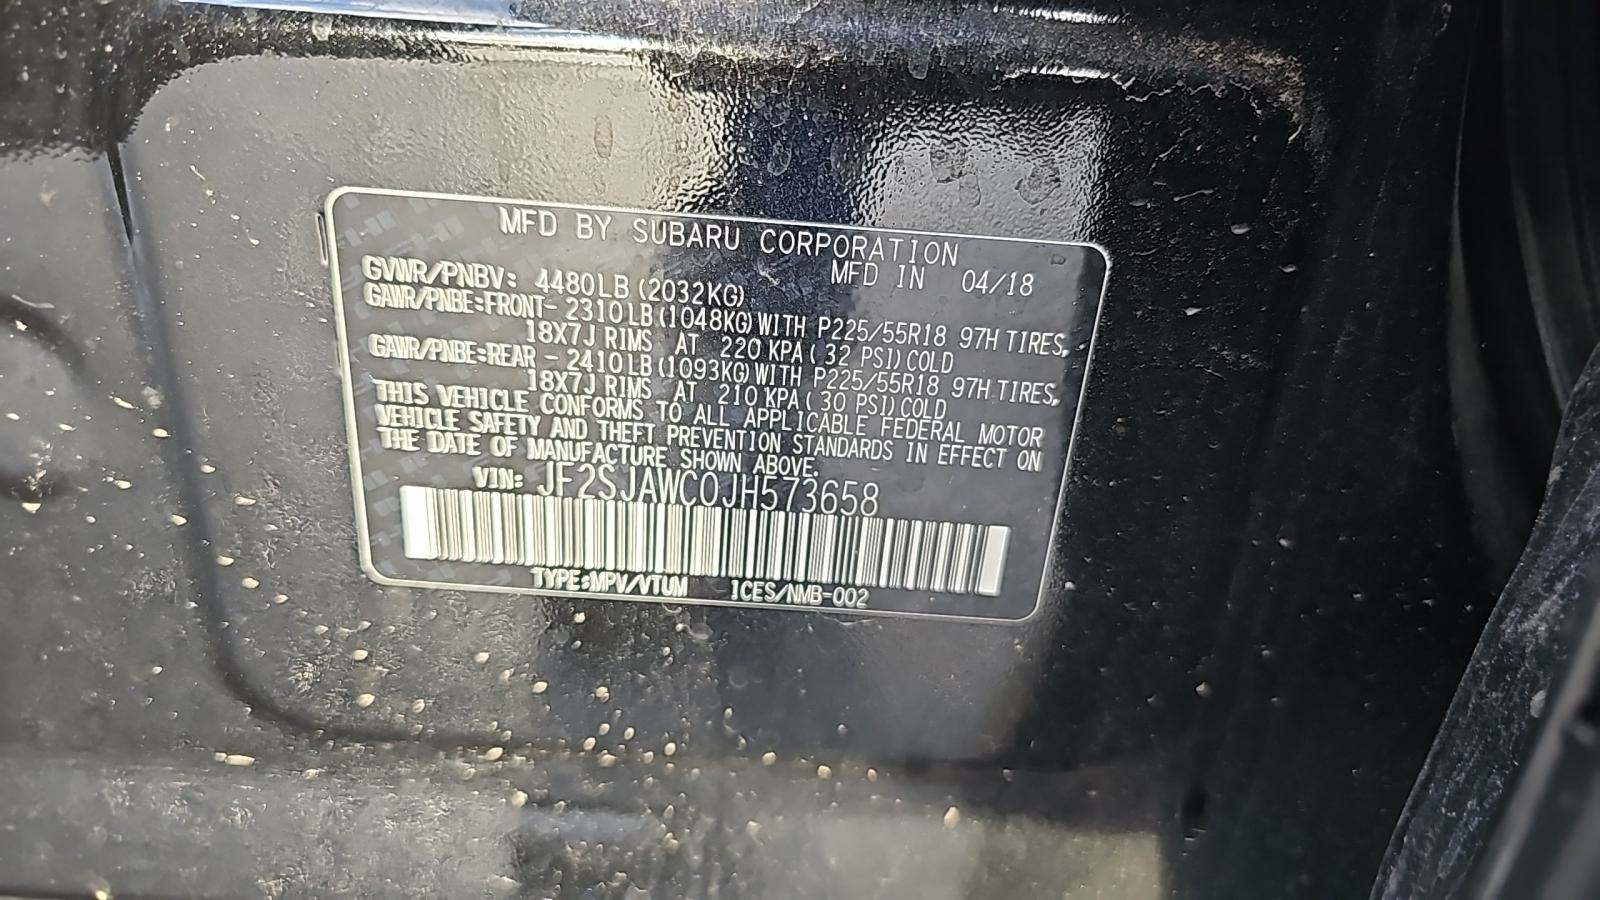 MFD BY SUBARU CORPORATION
MFD IN 04/18
GVWR/PNBV: 4480LB(2032KG)
GAWR/PNBE:FRONT- 2310LB(1048KG)WITH P225/55R18 97H TIRES,
18X7J RIMS AT 220 KPA( 32 PSI)COLD
GAWR/PNBE:REAR - 2410LB(1093KG)WITH P225/55R18 97H TIRES,
18X7J RIMS AT 210 KPA( 30 PSI)COLD
THIS VEHICLE CONFORMS TO ALL APPLICABLE FEDERAL MOTOR
VEHICLE SAFETY AND THEFT PREVENTION STANDARDS IN EFFECT ON
THE DATE OF MANUFACTURE SHOWN ABOVE.
VIN: JF2SJAWC0JH573658
TYPE:MPV/VTUM ICES/NMB-002